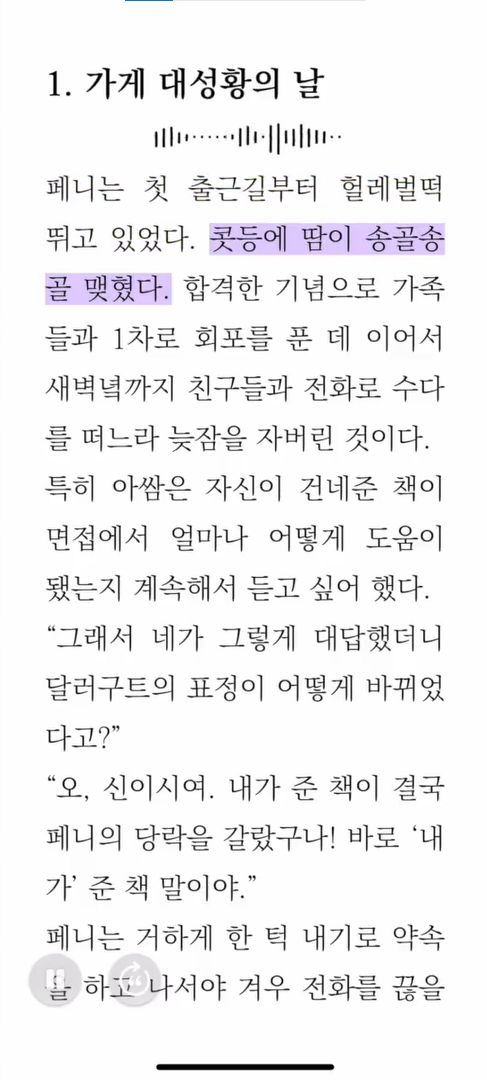 1. 가게 대성황의 날
페니는 첫 출근길부터 헐레벌떡
뛰고 있었다. 콧등에 땀이 송골송
골 맺혔다. 합격한 기념으로 가족
들과 1차로 회포를 푼 데 이어서
새벽녘까지 친구들과 전화로 수다
를 떠느라 늦잠을 자버린 것이다.
특히 아쌈은 자신이 건네준 책이
면접에서 얼마나 어떻게 도움이
됐는지 계속해서 듣고 싶어 했다.
“그래서 네가 그렇게 대답했더니
달러구트의 표정이 어떻게 바뀌었
다고?”
“오, 신이시여. 내가 준 책이 결국
페니의 당락을 갈랐구나! 바로 ‘내
가’ 준 책 말이야.”
페니는 거하게 한 턱 내기로 약속
을 하고 나서야 겨우 전화를 끊을